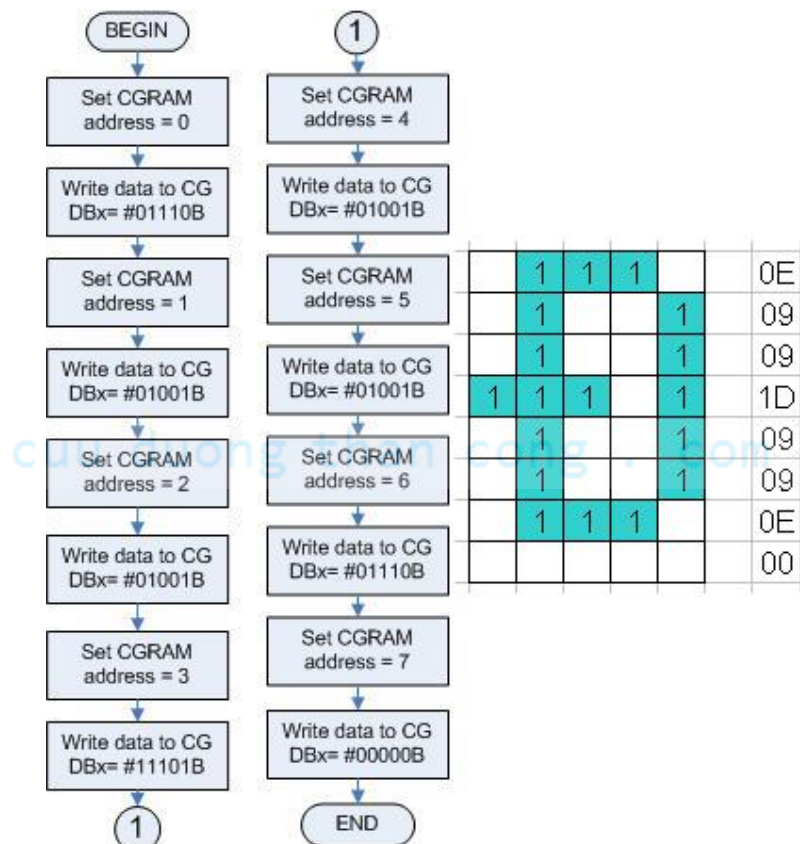 BEGIN
Set CGRAM
address = 0
Write data to CG
DBx= #01110B
Set CGRAM
address = 1
Write data to CG
DBx= #01001B
Set CGRAM
address = 2
Write data to CG
DBx= #01001B
Set CGRAM
address = 3
Write data to CG
DBx= #11101B
1
1
Set CGRAM
address = 4
Write data to CG
DBx= #01001B
Set CGRAM
address = 5
Write data to CG
DBx= #01001B
Set CGRAM
address = 6
Write data to CG
DBx= #01110B
Set CGRAM
address = 7
Write data to CG
DBx= #00000B
END
1 1 1 0E
1 1 09
1 1 09
1 1 1 1 1D
1 1 09
1 1 09
1 1 1 0E
00
cuu duong than cong . com